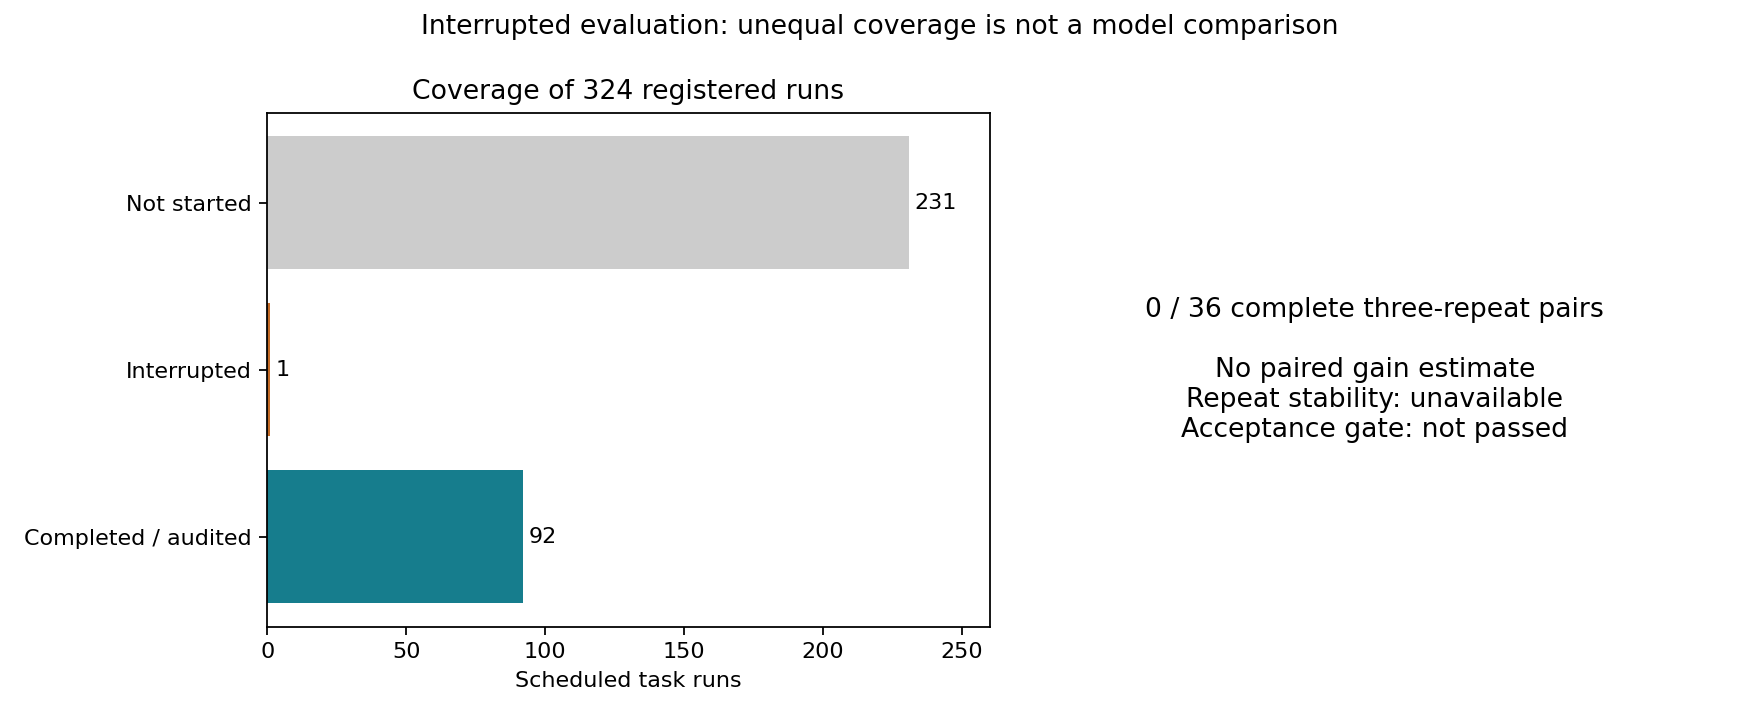 Interrupted evaluation: unequal coverage is not a model comparison
Coverage of 324 registered runs
Not started
231
Interrupted
1
Completed / audited
92
0 50 100 150 200 250
Scheduled task runs
0 / 36 complete three-repeat pairs
No paired gain estimate
Repeat stability: unavailable
Acceptance gate: not passed